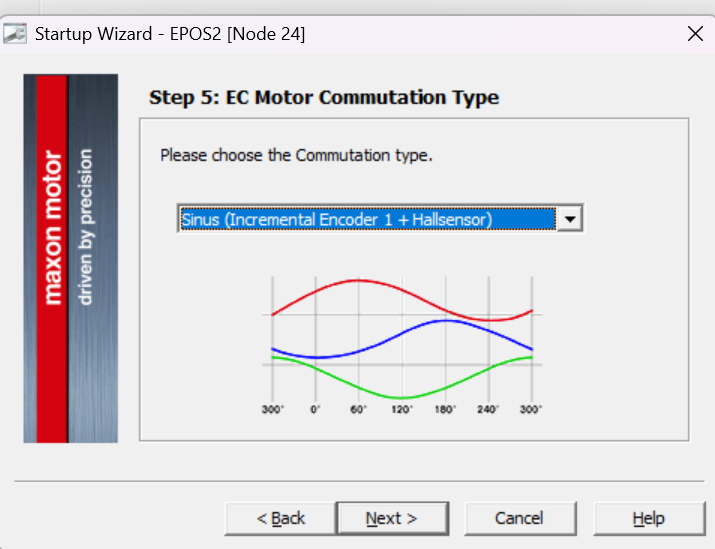 Startup Wizard - EPOS2 [Node 24]
maxon motor
driven by precision
Step 5: EC Motor Commutation Type
Please choose the Commutation type.
Sinus (Incremental Encoder 1 + Hallsensor)
300° 0° 60° 120° 180° 240° 300°
< Back Next > Cancel Help